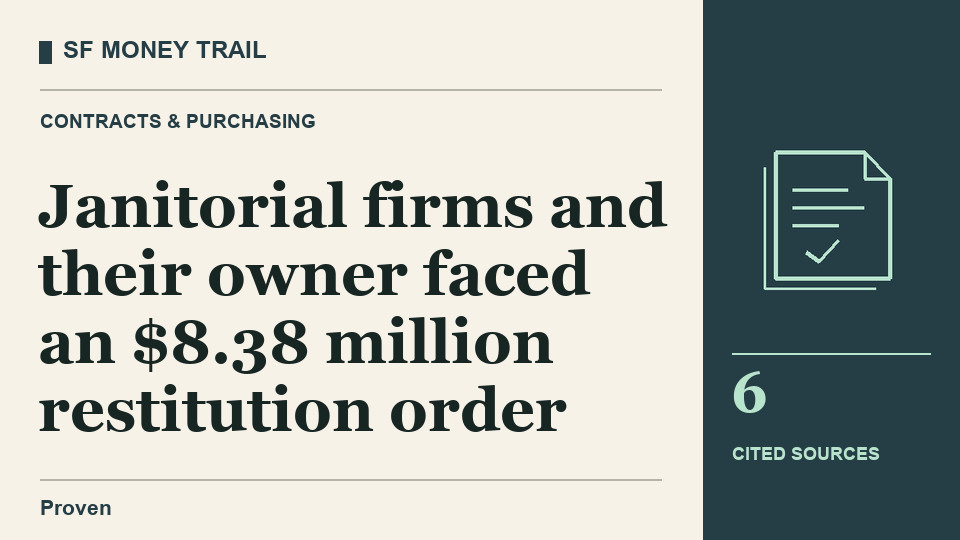 SF MONEY TRAIL
CONTRACTS & PURCHASING
Janitorial firms and
their owner faced
an $8.38 million
restitution order
Proven
6
CITED SOURCES